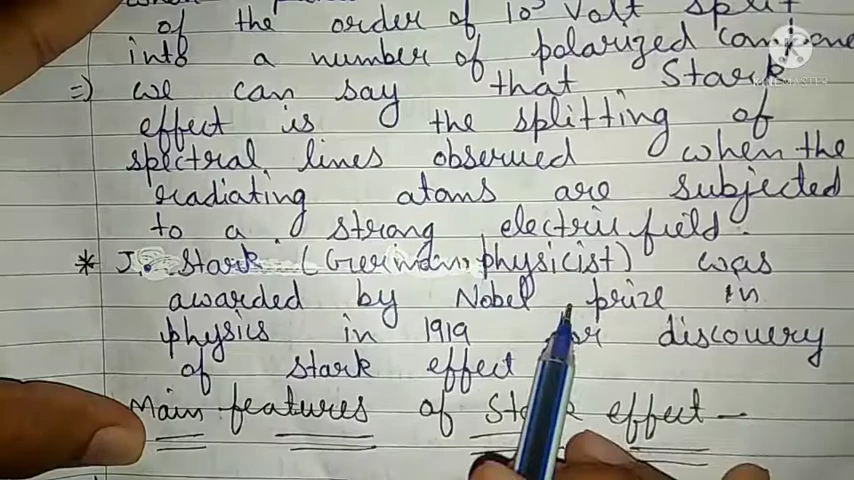 of the order of 10⁵ Volt split
into a number of polarized compone
=) we can say that Stark
effect is the splitting of
spectral lines observed when the
radiating atoms are subjected
to a strong electric field.
* J. Stark (German physicist) was
awarded by Nobel prize in
physics in 1919 for discovery
of stark effect
Main features of Stark effect —
KINEMASTER